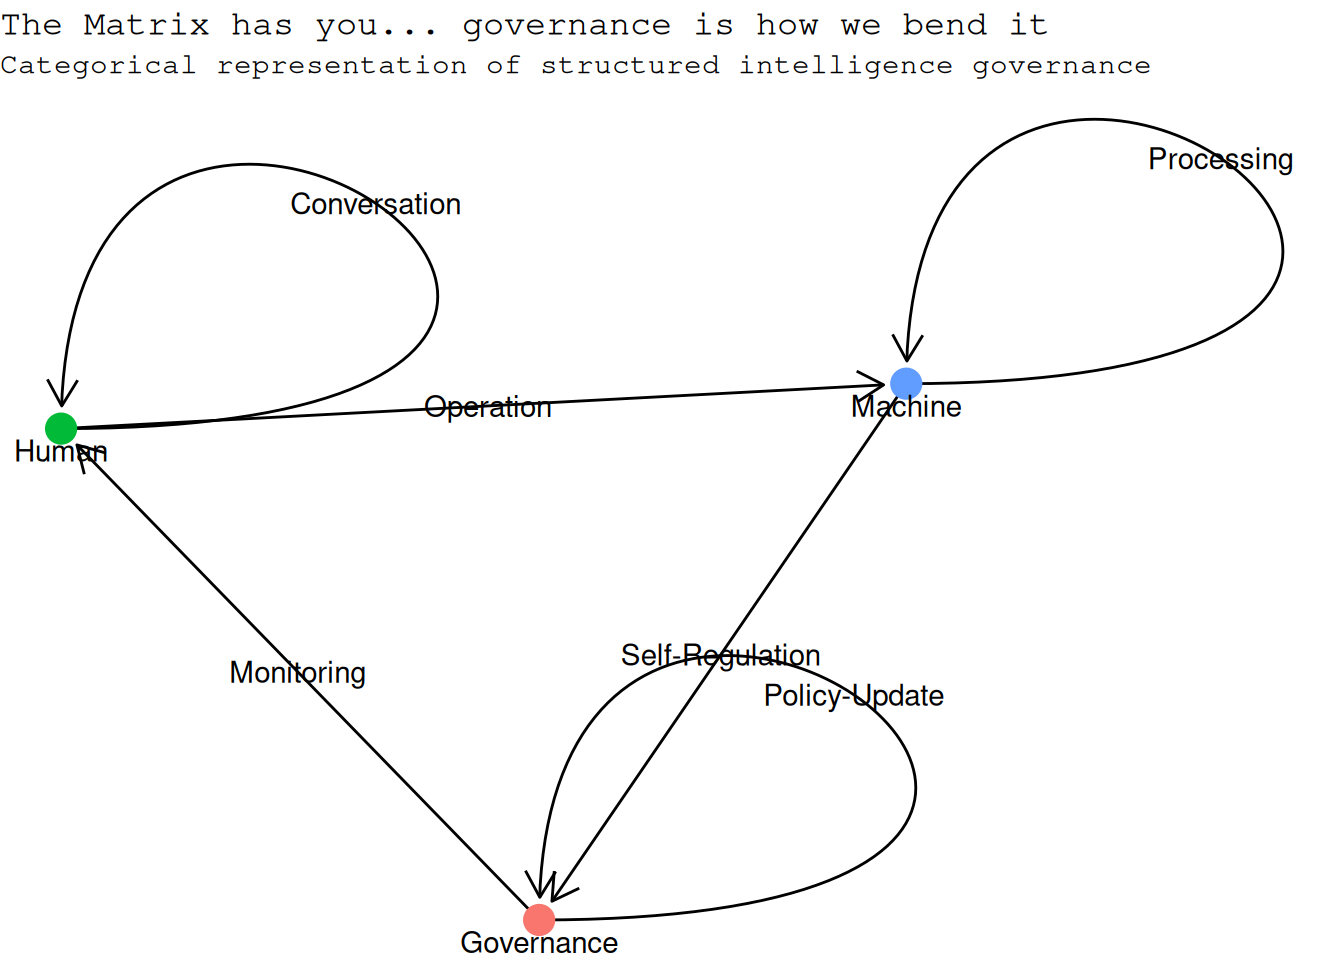 The Matrix has you... governance is how we bend it
Categorical representation of structured intelligence governance
Processing
Conversation
Operation
Machine
Human
Self-Regulation
Monitoring
Policy-Update
Governance